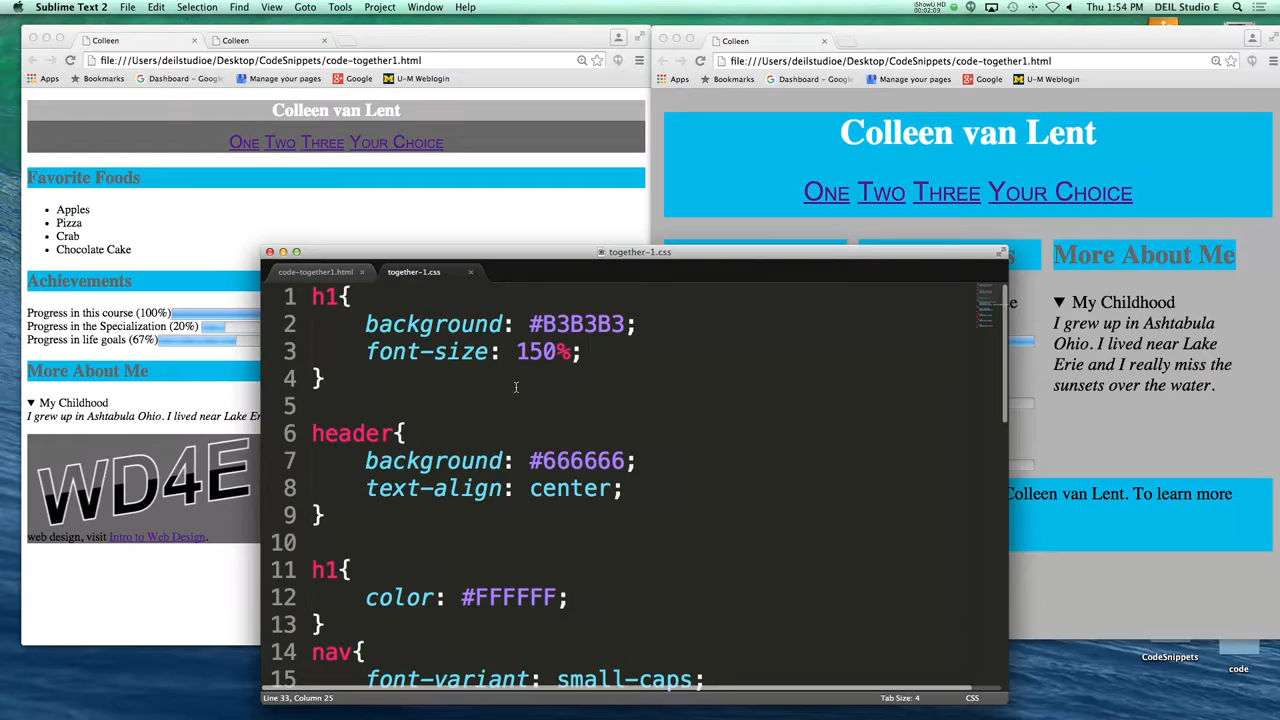 Sublime Text 2 File Edit Selection Find View Goto Tools Project Window Help
iShowU HD
00:02:09
Thu 1:54 PM DEIL Studio E
Colleen
Colleen
file:///Users/deilstudioe/Desktop/CodeSnippets/code-together1.html
Apps Bookmarks Dashboard - Google Manage your pages Google U-M Weblogin
Colleen van Lent
One Two Three Your Choice
Favorite Foods
Apples
Pizza
Crab
Chocolate Cake
Achievements
Progress in this course (100%)
Progress in the Specialization (20%)
Progress in life goals (67%)
More About Me
▼ My Childhood
I grew up in Ashtabula Ohio. I lived near Lake
WD4E
web design, visit Intro to Web Design.
Colleen
file:///Users/deilstudioe/Desktop/CodeSnippets/code-together1.html
Apps Bookmarks Dashboard - Google Manage your pages Google U-M Weblogin
Colleen van Lent
One Two Three Your Choice
More About Me
▼ My Childhood
I grew up in Ashtabula
Ohio. I lived near Lake
Erie and I really miss the
sunsets over the water.
Colleen van Lent. To learn more
together-1.css
code-together1.html
together-1.css
1 h1{
2 background: #B3B3B3;
3 font-size: 150%;
4 }
5
6 header{
7 background: #666666;
8 text-align: center;
9 }
10
11 h1{
12 color: #FFFFFF;
13 }
14 nav{
15 font-variant: small-caps;
Line 33, Column 25
Tab Size: 4
CSS
CodeSnippets
code